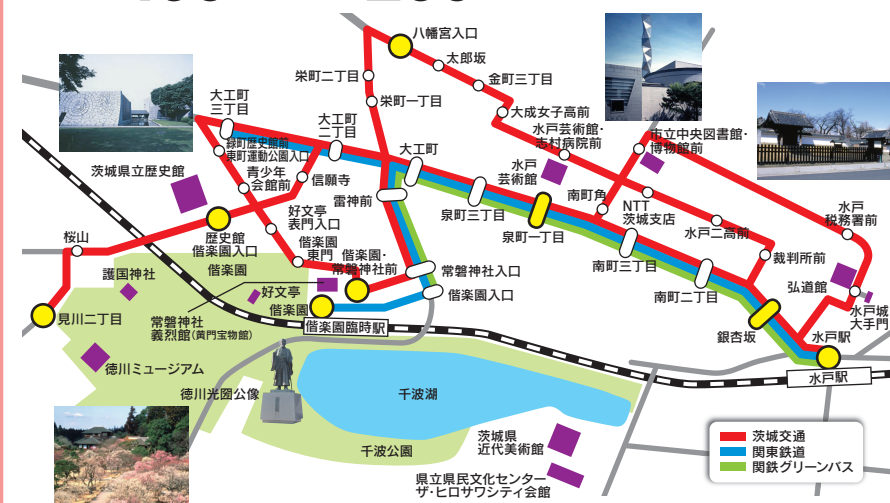 八幡宮入口
太郎坂
金町三丁目
栄町二丁目
栄町一丁目
大成女子高前
水戸芸術館・
志村病院前
市立中央図書館・
博物館前
大工町
三丁目
大工町
二丁目
大工町
緑町歴史館前
東町運動公園入口
茨城県立歴史館
青少年
会館前
信願寺
雷神前
泉町三丁目
水戸
芸術館
泉町一丁目
南町角
NTT
茨城支店
水戸二高前
水戸
税務署前
裁判所前
弘道館
水戸城
大手門
南町三丁目
南町二丁目
銀杏坂
水戸駅
水戸駅
好文亭
表門入口
桜山
歴史館
偕楽園入口
偕楽園
東門
偕楽園・
常磐神社前
常磐神社入口
偕楽園入口
護国神社
偕楽園
好文亭
偕楽園
偕楽園臨時駅
見川二丁目
常磐神社
義烈館(黄門宝物館)
徳川ミュージアム
徳川光圀公像
千波湖
千波公園
茨城県
近代美術館
県立県民文化センター
ザ・ヒロサワシティ会館
茨城交通
関東鉄道
関鉄グリーンバス